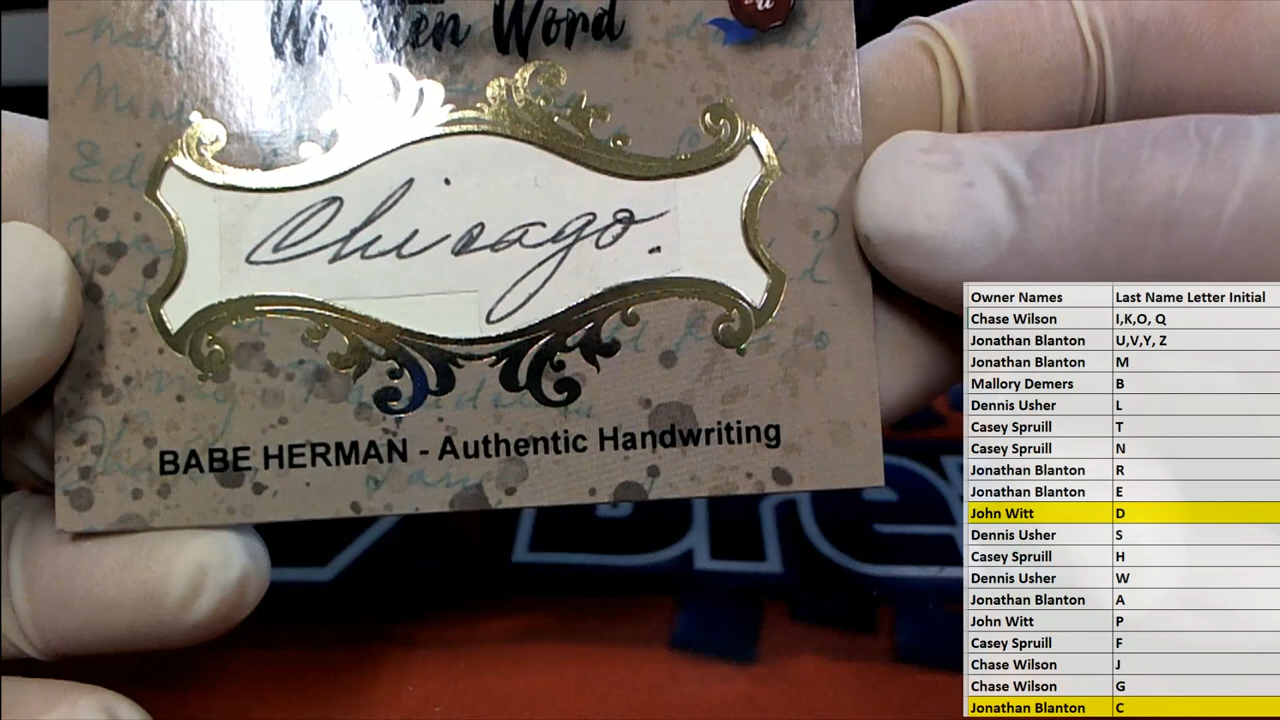 Written Word
Chicago.
BABE HERMAN - Authentic Handwriting
Owner Names Last Name Letter Initial
Chase Wilson I,K,O, Q
Jonathan Blanton U,V,Y, Z
Jonathan Blanton M
Mallory Demers B
Dennis Usher L
Casey Spruill T
Casey Spruill N
Jonathan Blanton R
Jonathan Blanton E
John Witt D
Dennis Usher S
Casey Spruill H
Dennis Usher W
Jonathan Blanton A
John Witt P
Casey Spruill F
Chase Wilson J
Chase Wilson G
Jonathan Blanton C